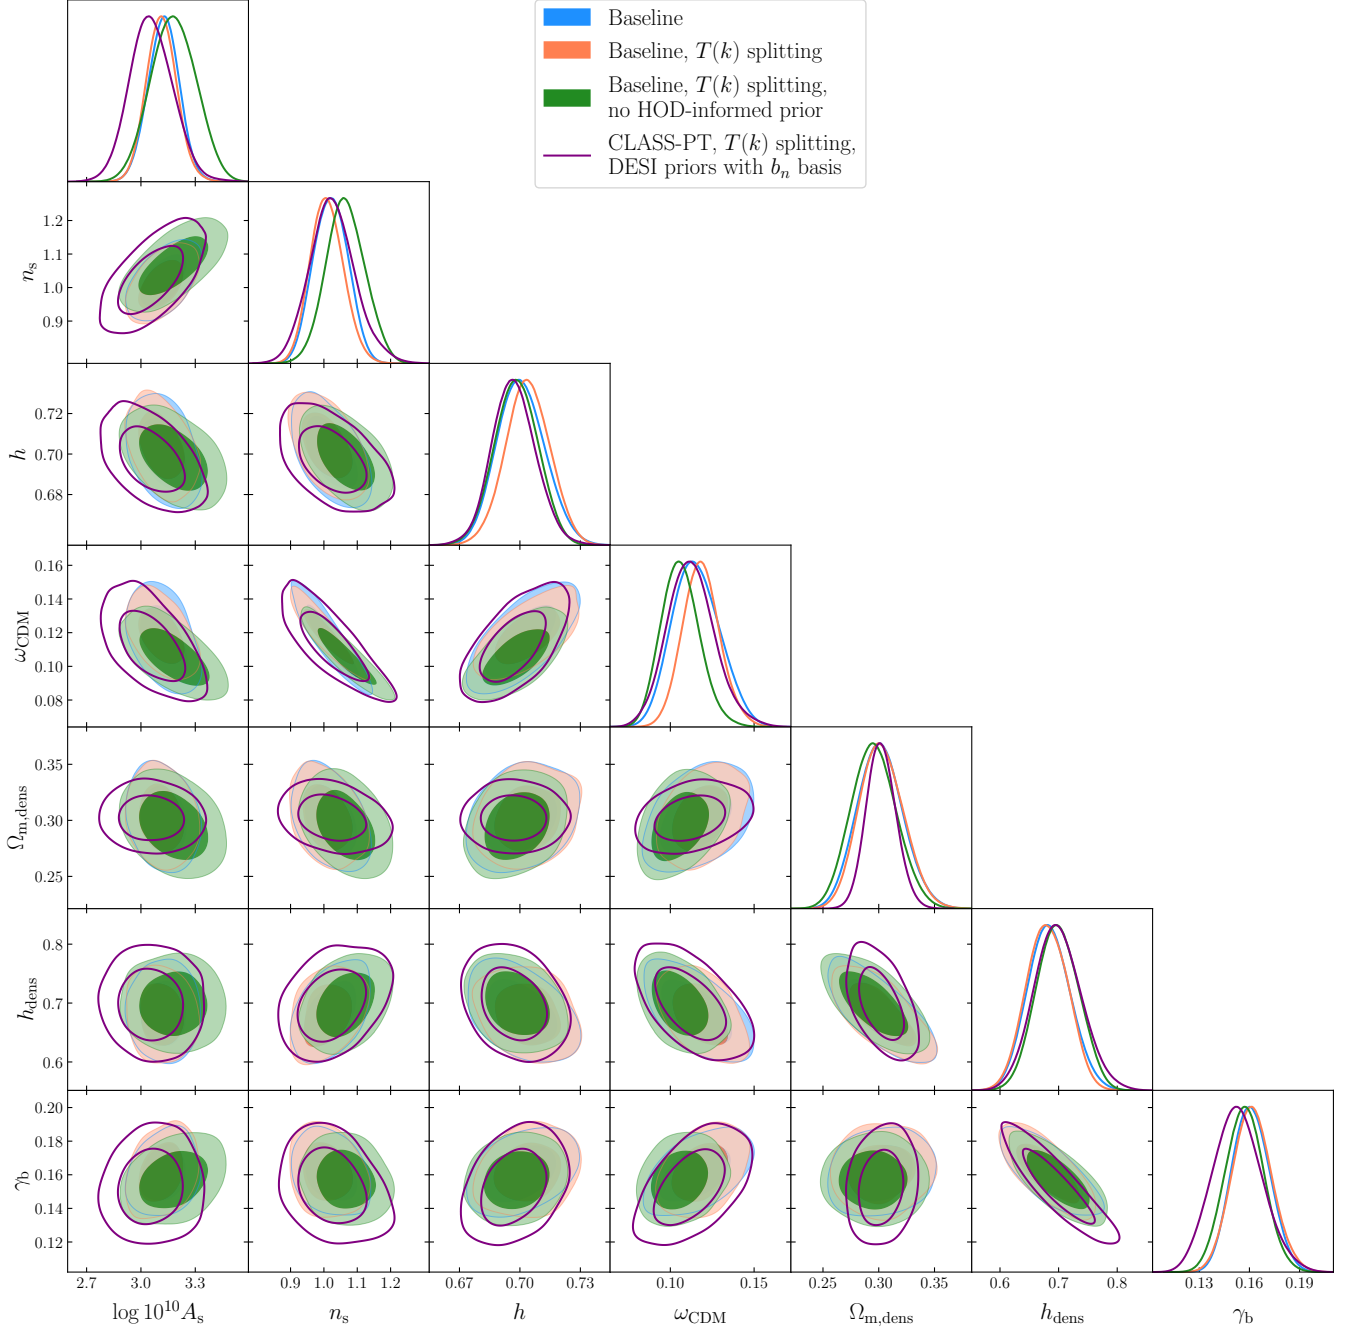 Baseline
Baseline, T(k) splitting
Baseline, T(k) splitting,
no HOD-informed prior
CLASS-PT, T(k) splitting,
DESI priors with bₙ basis
1.2
1.1
1.0
0.9
nₛ
0.72
0.70
0.68
h
0.16
0.14
0.12
0.10
0.08
ω_CDM
0.35
0.30
0.25
Ω_m,dens
0.8
0.7
0.6
h_dens
0.20
0.18
0.16
0.14
0.12
γ_b
2.7 3.0 3.3
0.9 1.0 1.1 1.2
0.67 0.70 0.73
0.10 0.15
0.25 0.30 0.35
0.6 0.7 0.8
0.13 0.16 0.19
log 10¹⁰Aₛ
nₛ
h
ω_CDM
Ω_m,dens
h_dens
γ_b